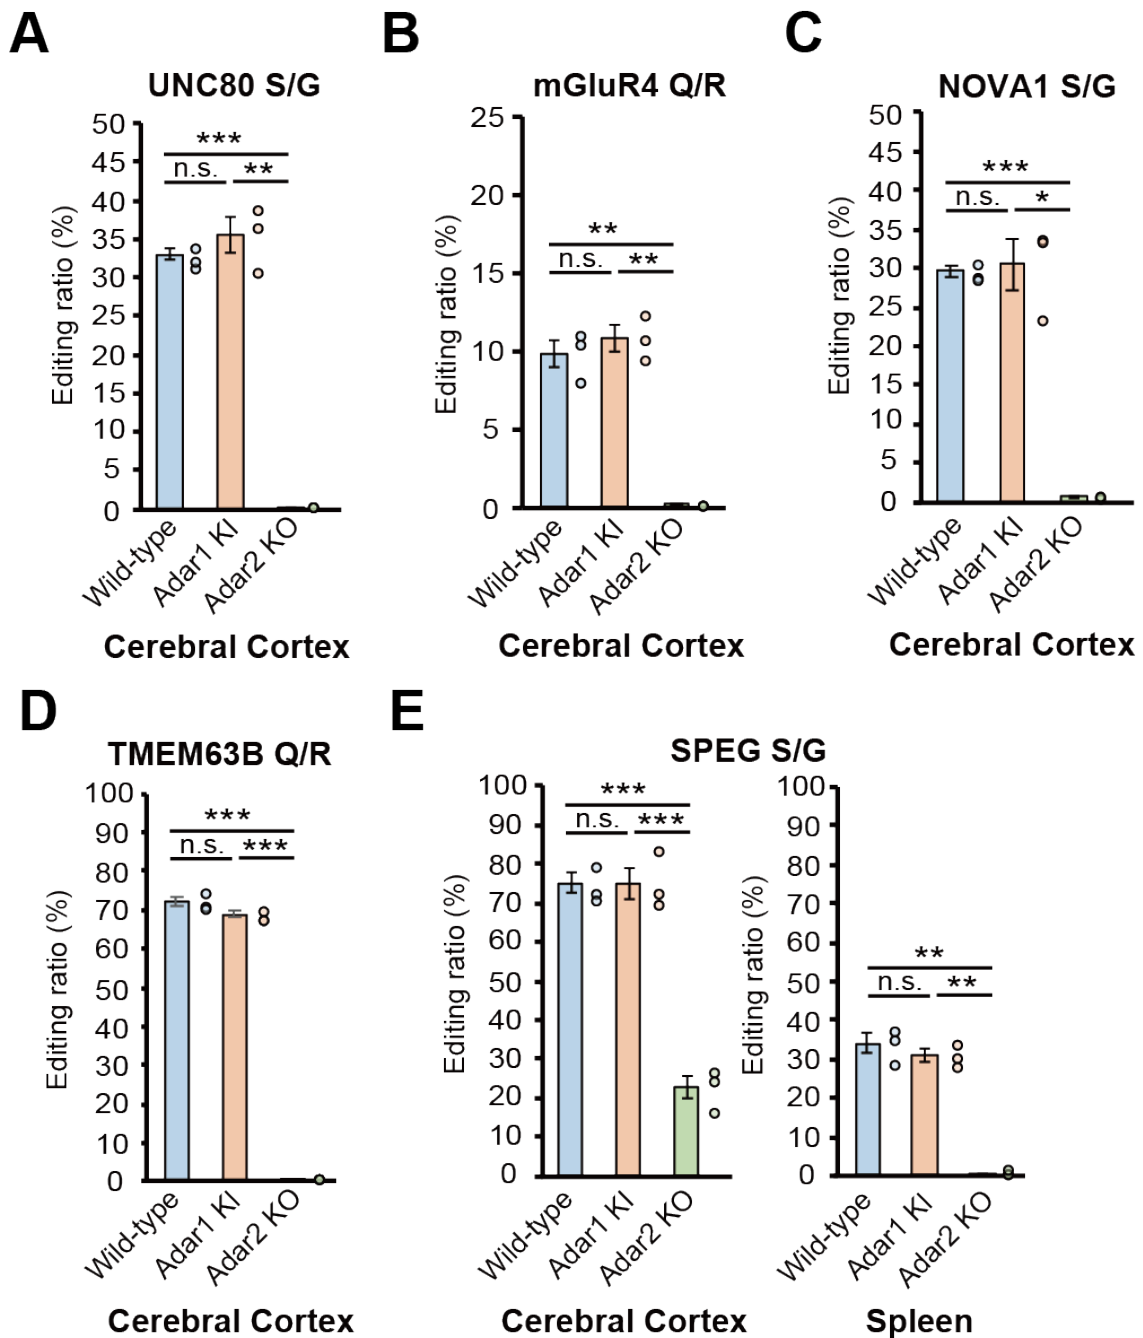 A
UNC80 S/G
Editing ratio (%)
50
45
40
35
30
25
20
15
10
5
0
***
n.s.
**
Wild-type
Adar1 KI
Adar2 KO
Cerebral Cortex
B
mGluR4 Q/R
Editing ratio (%)
25
20
15
10
5
0
**
n.s.
**
Wild-type
Adar1 KI
Adar2 KO
Cerebral Cortex
C
NOVA1 S/G
Editing ratio (%)
50
45
40
35
30
25
20
15
10
5
0
***
n.s.
*
Wild-type
Adar1 KI
Adar2 KO
Cerebral Cortex
D
TMEM63B Q/R
Editing ratio (%)
100
90
80
70
60
50
40
30
20
10
0
***
n.s.
***
Wild-type
Adar1 KI
Adar2 KO
Cerebral Cortex
E
SPEG S/G
Editing ratio (%)
100
90
80
70
60
50
40
30
20
10
0
***
n.s.
***
Wild-type
Adar1 KI
Adar2 KO
Cerebral Cortex
Editing ratio (%)
100
90
80
70
60
50
40
30
20
10
0
**
n.s.
**
Wild-type
Adar1 KI
Adar2 KO
Spleen